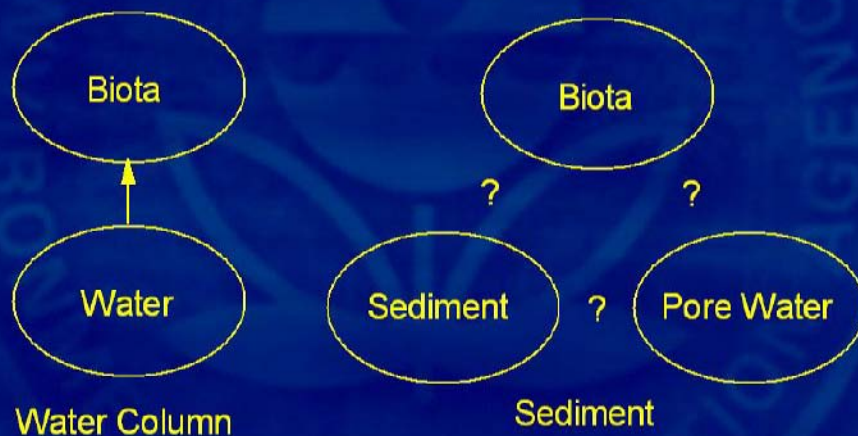 Biota
Biota
? ?
Water
Sediment ? Pore Water
Water Column
Sediment